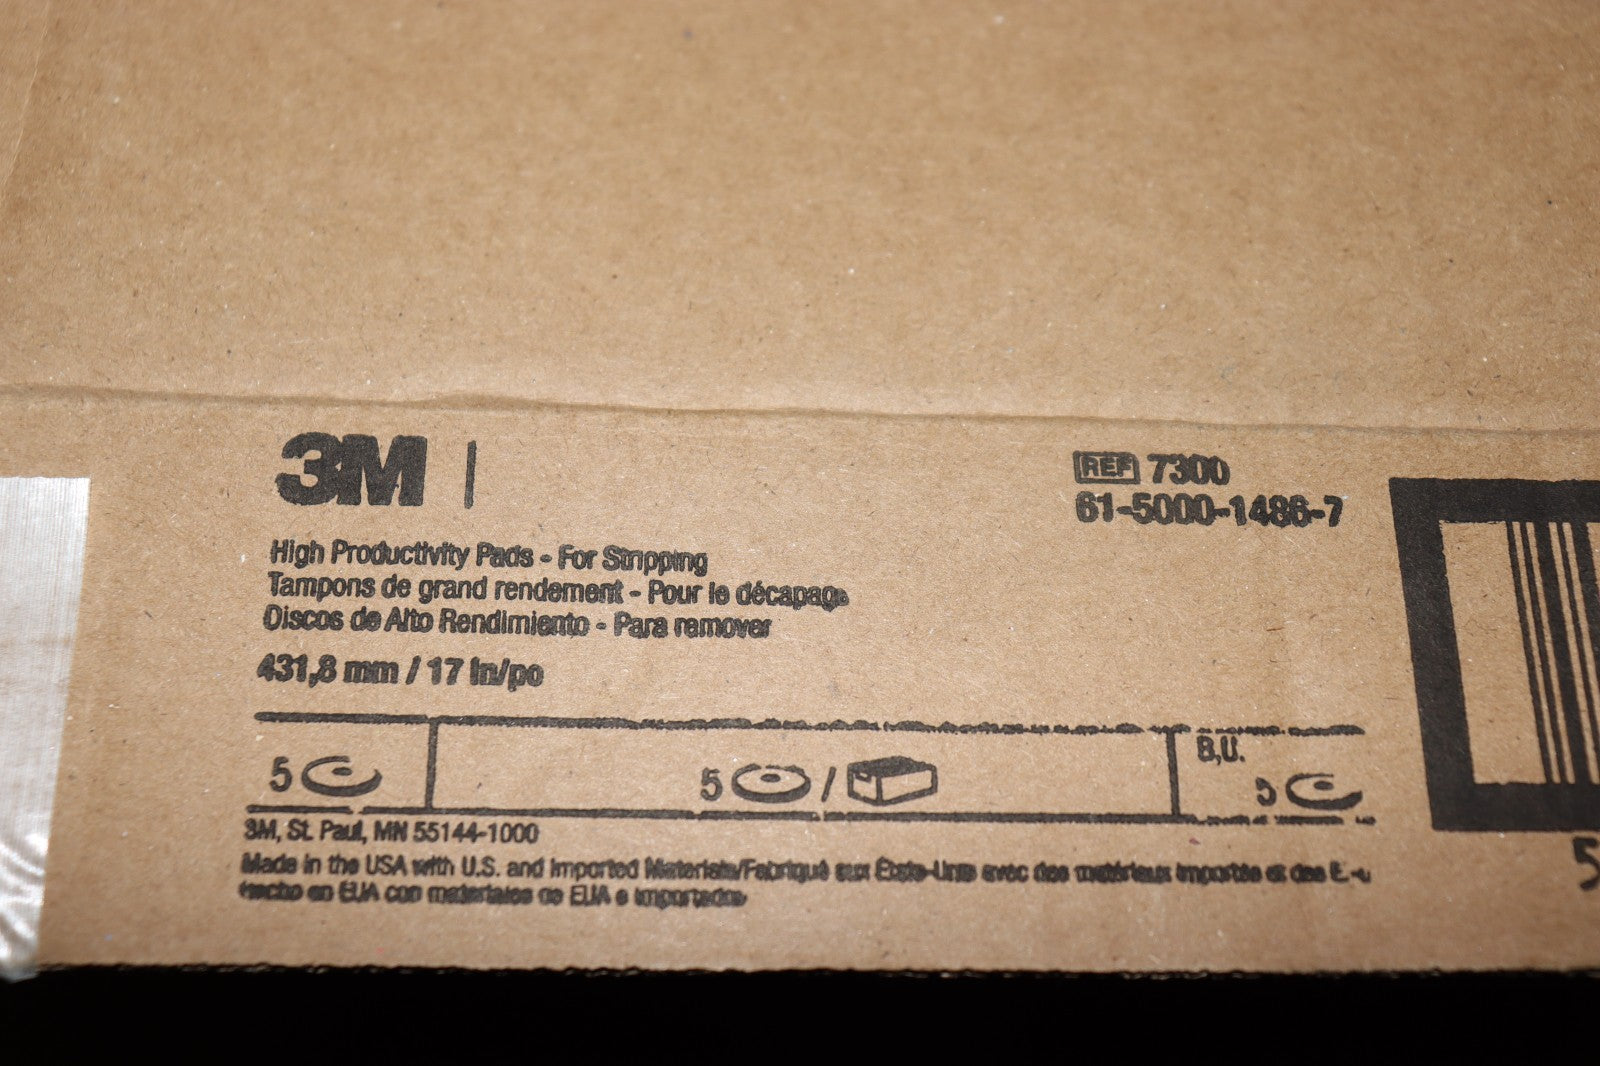 3M
REF 7300
61-5000-1486-7
High Productivity Pads - For Stripping
Tampons de grand rendement - Pour le décapage
Discos de Alto Rendimiento - Para remover
431,8 mm / 17 in/po
5
5 /
B.U.
5
3M, St. Paul, MN 55144-1000
Made in the USA with U.S. and Imported Materials/Fabriqué aux États-Unis avec des matériaux importés et des É.-U.
Hecho en EUA con materiales de EUA e importados
5